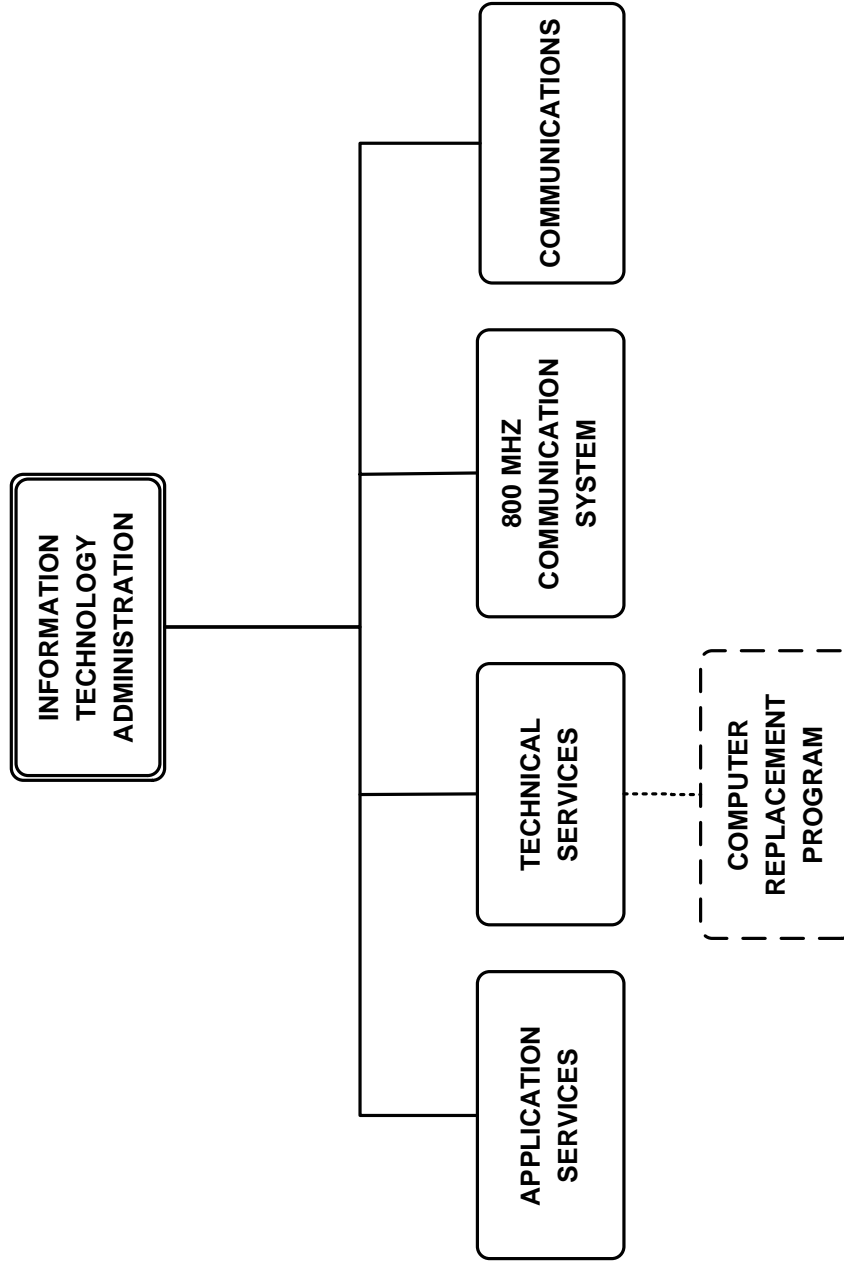 INFORMATION
TECHNOLOGY
ADMINISTRATION
APPLICATION
SERVICES
TECHNICAL
SERVICES
800 MHZ
COMMUNICATION
SYSTEM
COMMUNICATIONS
COMPUTER
REPLACEMENT
PROGRAM